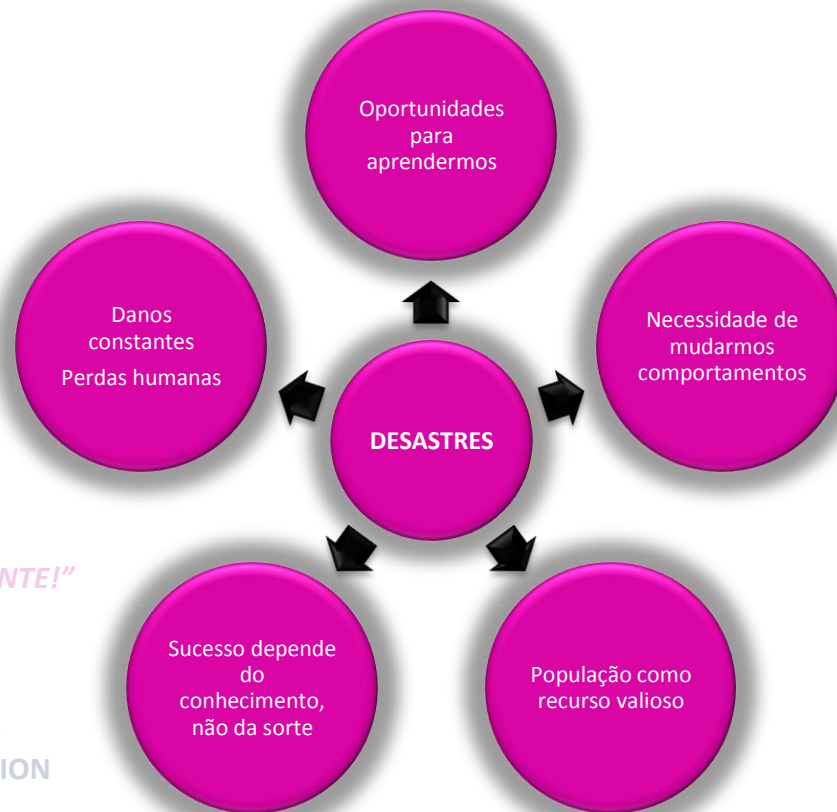 Oportunidades
para
aprendermos
Necessidade de
mudarmos
comportamentos
População como
recurso valioso
Sucesso depende
do
conhecimento,
não da sorte
Danos
constantes
Perdas humanas
DESASTRES
NTE!”
ION